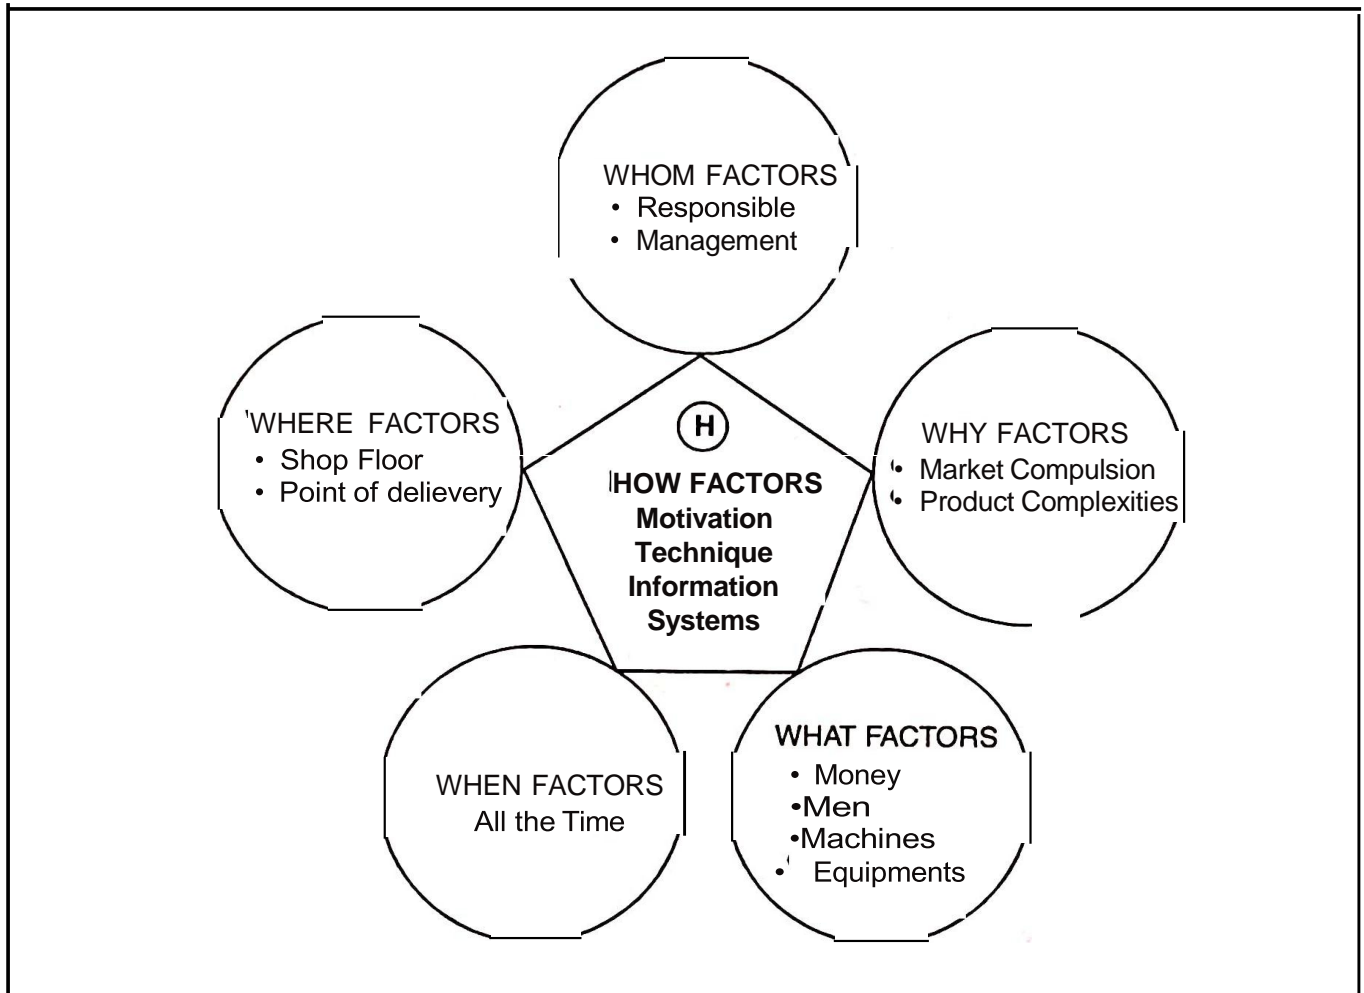 WHOM FACTORS
• Responsible
• Management
WHERE FACTORS
• Shop Floor
• Point of delievery
H
HOW FACTORS
Motivation
Technique
Information
Systems
WHY FACTORS
• Market Compulsion
• Product Complexities
WHEN FACTORS
All the Time
WHAT FACTORS
• Money
•Men
•Machines
• Equipments